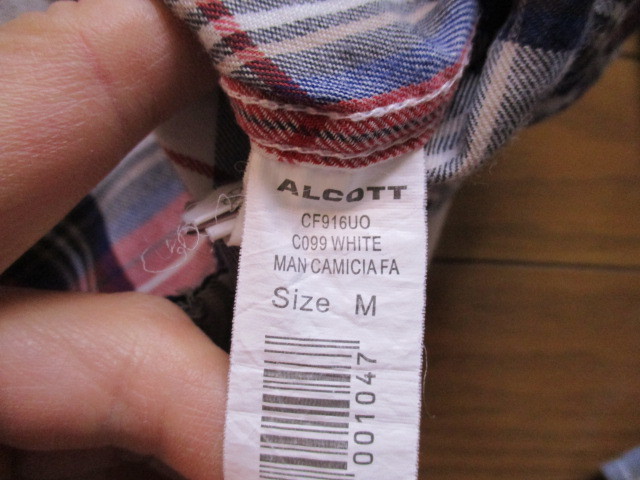 ALCOTT
CF916UO
C099 WHITE
MAN CAMICIA FA
Size M
001047